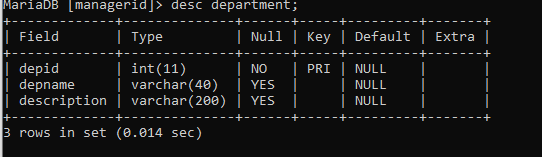 MariaDB [managerid]> desc department;
+-------------+--------------+------+-----+---------+-------+
| Field       | Type         | Null | Key | Default | Extra |
+-------------+--------------+------+-----+---------+-------+
| depid       | int(11)      | NO   | PRI | NULL    |       |
| depname     | varchar(40)  | YES  |     | NULL    |       |
| description | varchar(200) | YES  |     | NULL    |       |
+-------------+--------------+------+-----+---------+-------+
3 rows in set (0.014 sec)